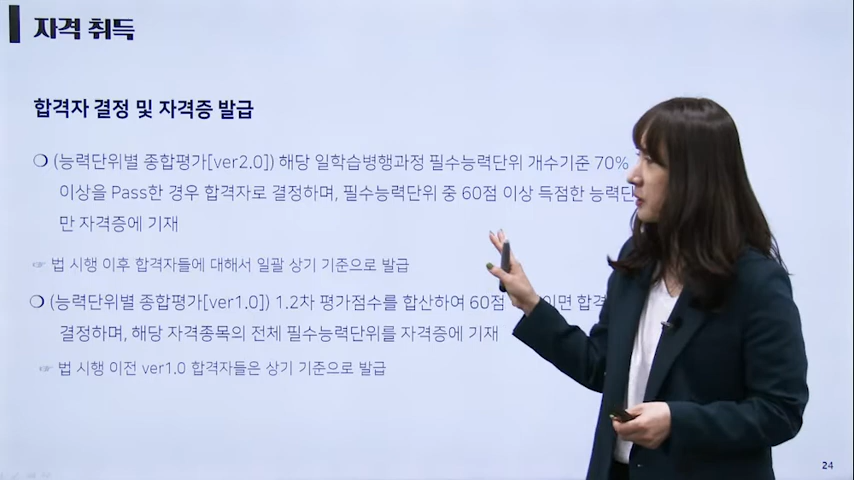 자격 취득
합격자 결정 및 자격증 발급
❍ (능력단위별 종합평가[ver2.0]) 해당 일학습병행과정 필수능력단위 개수기준 70%
이상을 Pass한 경우 합격자로 결정하며, 필수능력단위 중 60점 이상 득점한
만 자격증에 기재
☞ 법 시행 이후 합격자들에 대해서 일괄 상기 기준으로 발급
❍ (능력단위별 종합평가[ver1.0]) 1.2차 평가점수를 합산하여 60점
결정하며, 해당 자격종목의 전체 필수능력단위를 자격증에 기재
☞ 법 시행 이전 ver1.0 합격자들은 상기 기준으로 발급
24